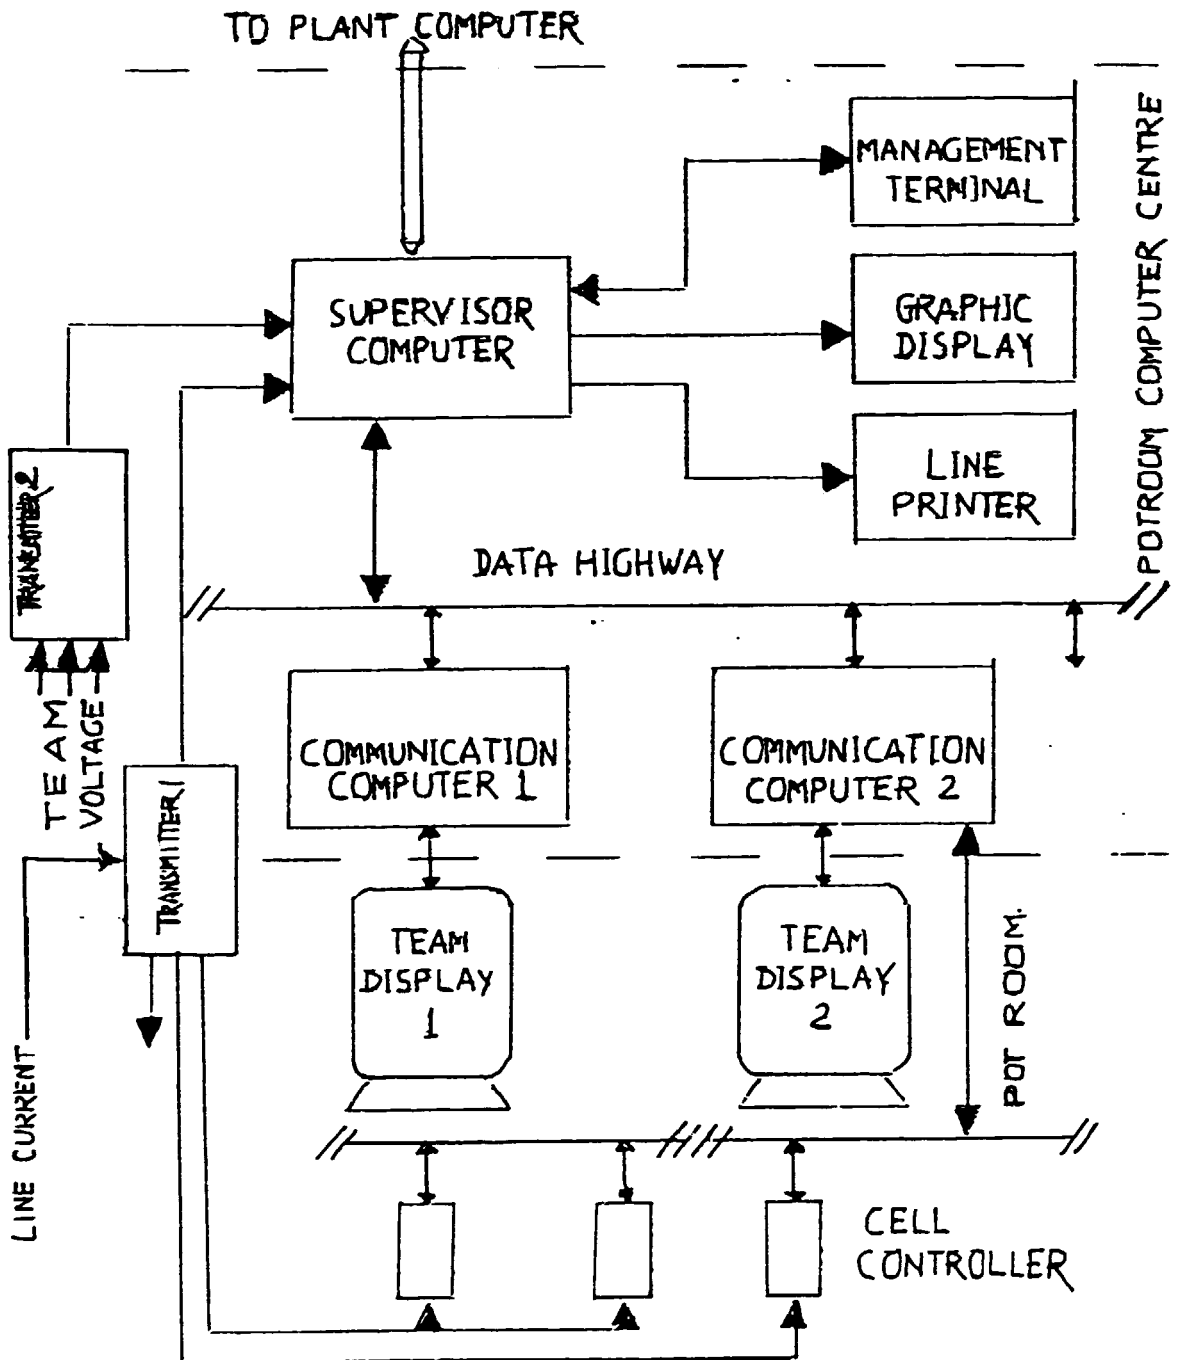 TO PLANT COMPUTER
MANAGEMENT
TERMINAL
SUPERVISOR
COMPUTER
GRAPHIC
DISPLAY
LINE
PRINTER
POTROOM COMPUTER CENTRE
TRANSMITTER 2
DATA HIGHWAY
TEAM
VOLTAGE
COMMUNICATION
COMPUTER 1
COMMUNICATION
COMPUTER 2
TRANSMITTER 1
TEAM
DISPLAY
1
TEAM
DISPLAY
2
POT ROOM.
LINE CURRENT
CELL
CONTROLLER